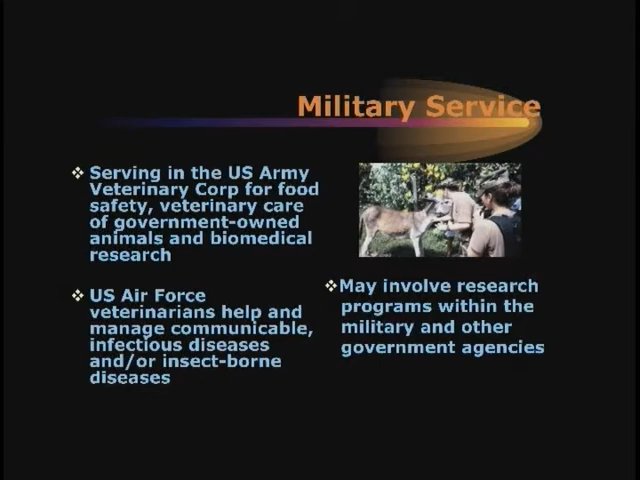 Military Service
❖ Serving in the US Army
Veterinary Corp for food
safety, veterinary care
of government-owned
animals and biomedical
research
❖ US Air Force
veterinarians help and
manage communicable,
infectious diseases
and/or insect-borne
diseases
❖May involve research
programs within the
military and other
government agencies